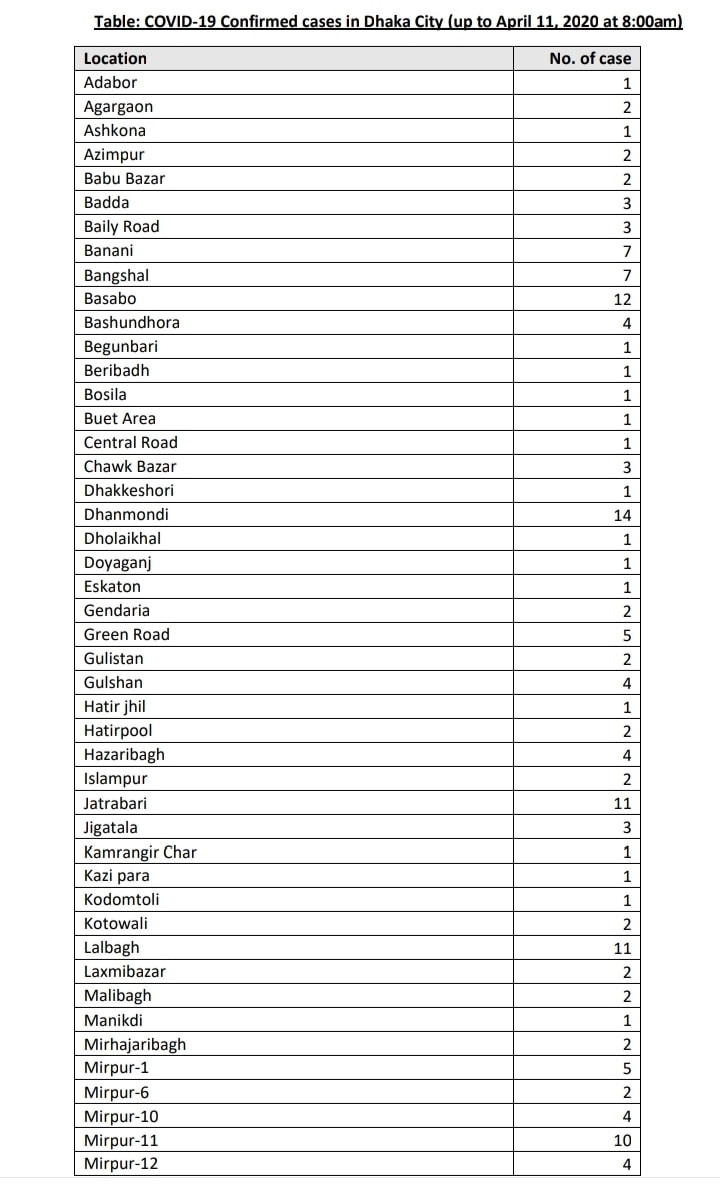 Table: COVID-19 Confirmed cases in Dhaka City (up to April 11, 2020 at 8:00am)
Location No. of case
Adabor 1
Agargaon 2
Ashkona 1
Azimpur 2
Babu Bazar 2
Badda 3
Baily Road 3
Banani 7
Bangshal 7
Basabo 12
Bashundhora 4
Begunbari 1
Beribadh 1
Bosila 1
Buet Area 1
Central Road 1
Chawk Bazar 3
Dhakkeshori 1
Dhanmondi 14
Dholaikhal 1
Doyaganj 1
Eskaton 1
Gendaria 2
Green Road 5
Gulistan 2
Gulshan 4
Hatir jhil 1
Hatirpool 2
Hazaribagh 4
Islampur 2
Jatrabari 11
Jigatala 3
Kamrangir Char 1
Kazi para 1
Kodomtoli 1
Kotowali 2
Lalbagh 11
Laxmibazar 2
Malibagh 2
Manikdi 1
Mirhajaribagh 2
Mirpur-1 5
Mirpur-6 2
Mirpur-10 4
Mirpur-11 10
Mirpur-12 4